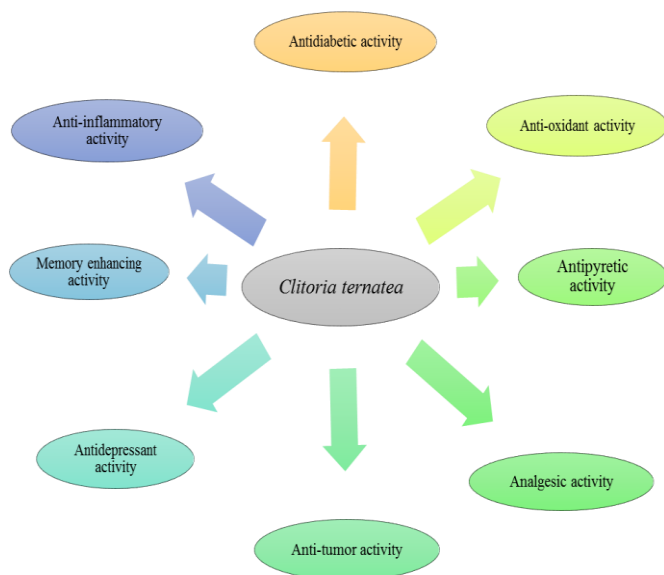 Antidiabetic activity
Anti-inflammatory
activity
Anti-oxidant activity
Memory enhancing
activity
Clitoria ternatea
Antipyretic
activity
Antidepressant
activity
Analgesic activity
Anti-tumor activity